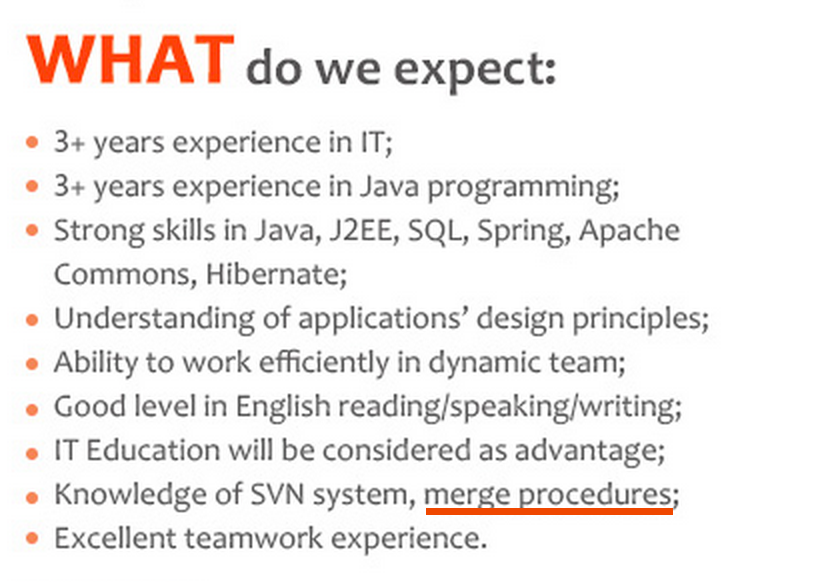 WHAT do we expect:
3+ years experience in IT;
3+ years experience in Java programming;
Strong skills in Java, J2EE, SQL, Spring, Apache
Commons, Hibernate;
Understanding of applications’ design principles;
Ability to work efficiently in dynamic team;
Good level in English reading/speaking/writing;
IT Education will be considered as advantage;
Knowledge of SVN system, merge procedures;
Excellent teamwork experience.